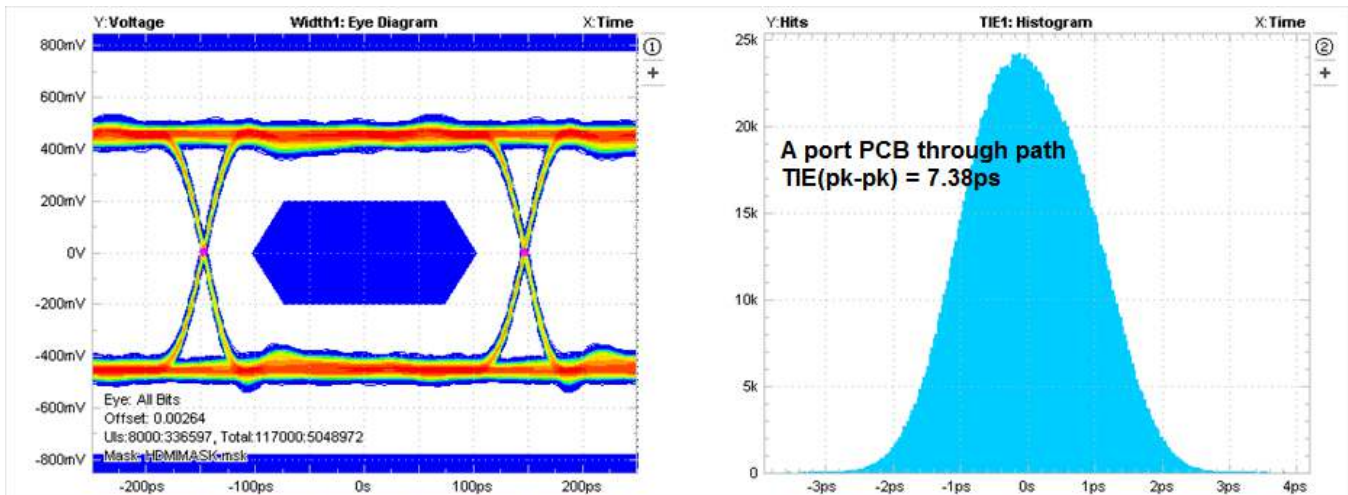 Y:Voltage Width1: Eye Diagram X:Time
800mV
600mV
400mV
200mV
0V
-200mV
-400mV
-600mV
-800mV
1
+
Eye: All Bits
Offset: 0.00264
UIs:8000:336597, Total:117000:5048972
Mask: HDMIMASK.msk
-200ps -100ps 0s 100ps 200ps
Y:Hits TIE1: Histogram X:Time
25k
20k
15k
10k
5k
0
2
+
A port PCB through path
TIE(pk-pk) = 7.38ps
-3ps -2ps -1ps 0s 1ps 2ps 3ps 4ps